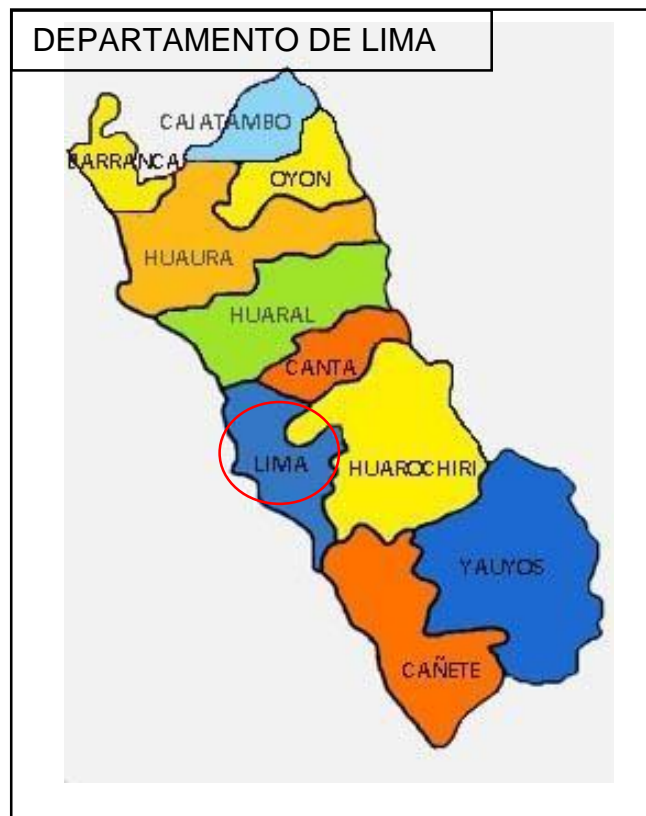 DEPARTAMENTO DE LIMA
CAJATAMBO
BARRANCA
OYON
HUAURA
HUARAL
CANTA
LIMA
HUAROCHIRI
YAUYOS
CAÑETE